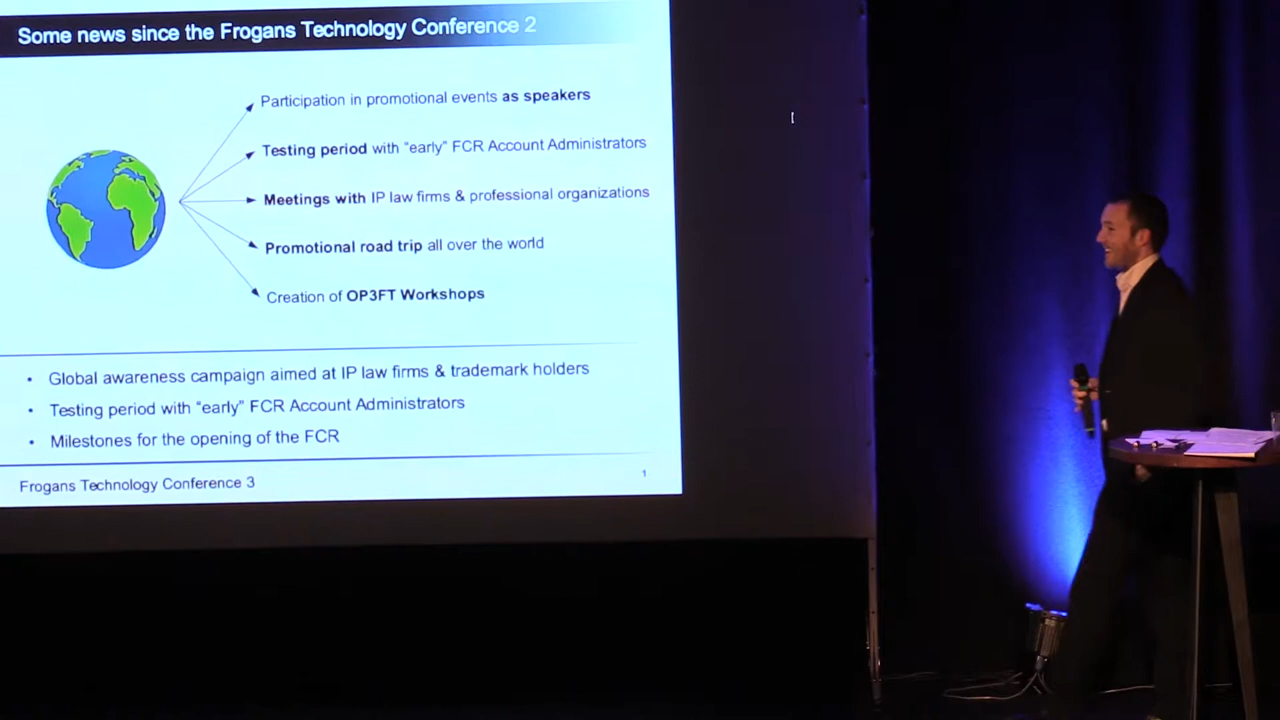 Some news since the Frogans Technology Conference 2
Participation in promotional events as speakers
Testing period with “early” FCR Account Administrators
Meetings with IP law firms & professional organizations
Promotional road trip all over the world
Creation of OP3FT Workshops
• Global awareness campaign aimed at IP law firms & trademark holders
• Testing period with “early” FCR Account Administrators
• Milestones for the opening of the FCR
Frogans Technology Conference 3
1